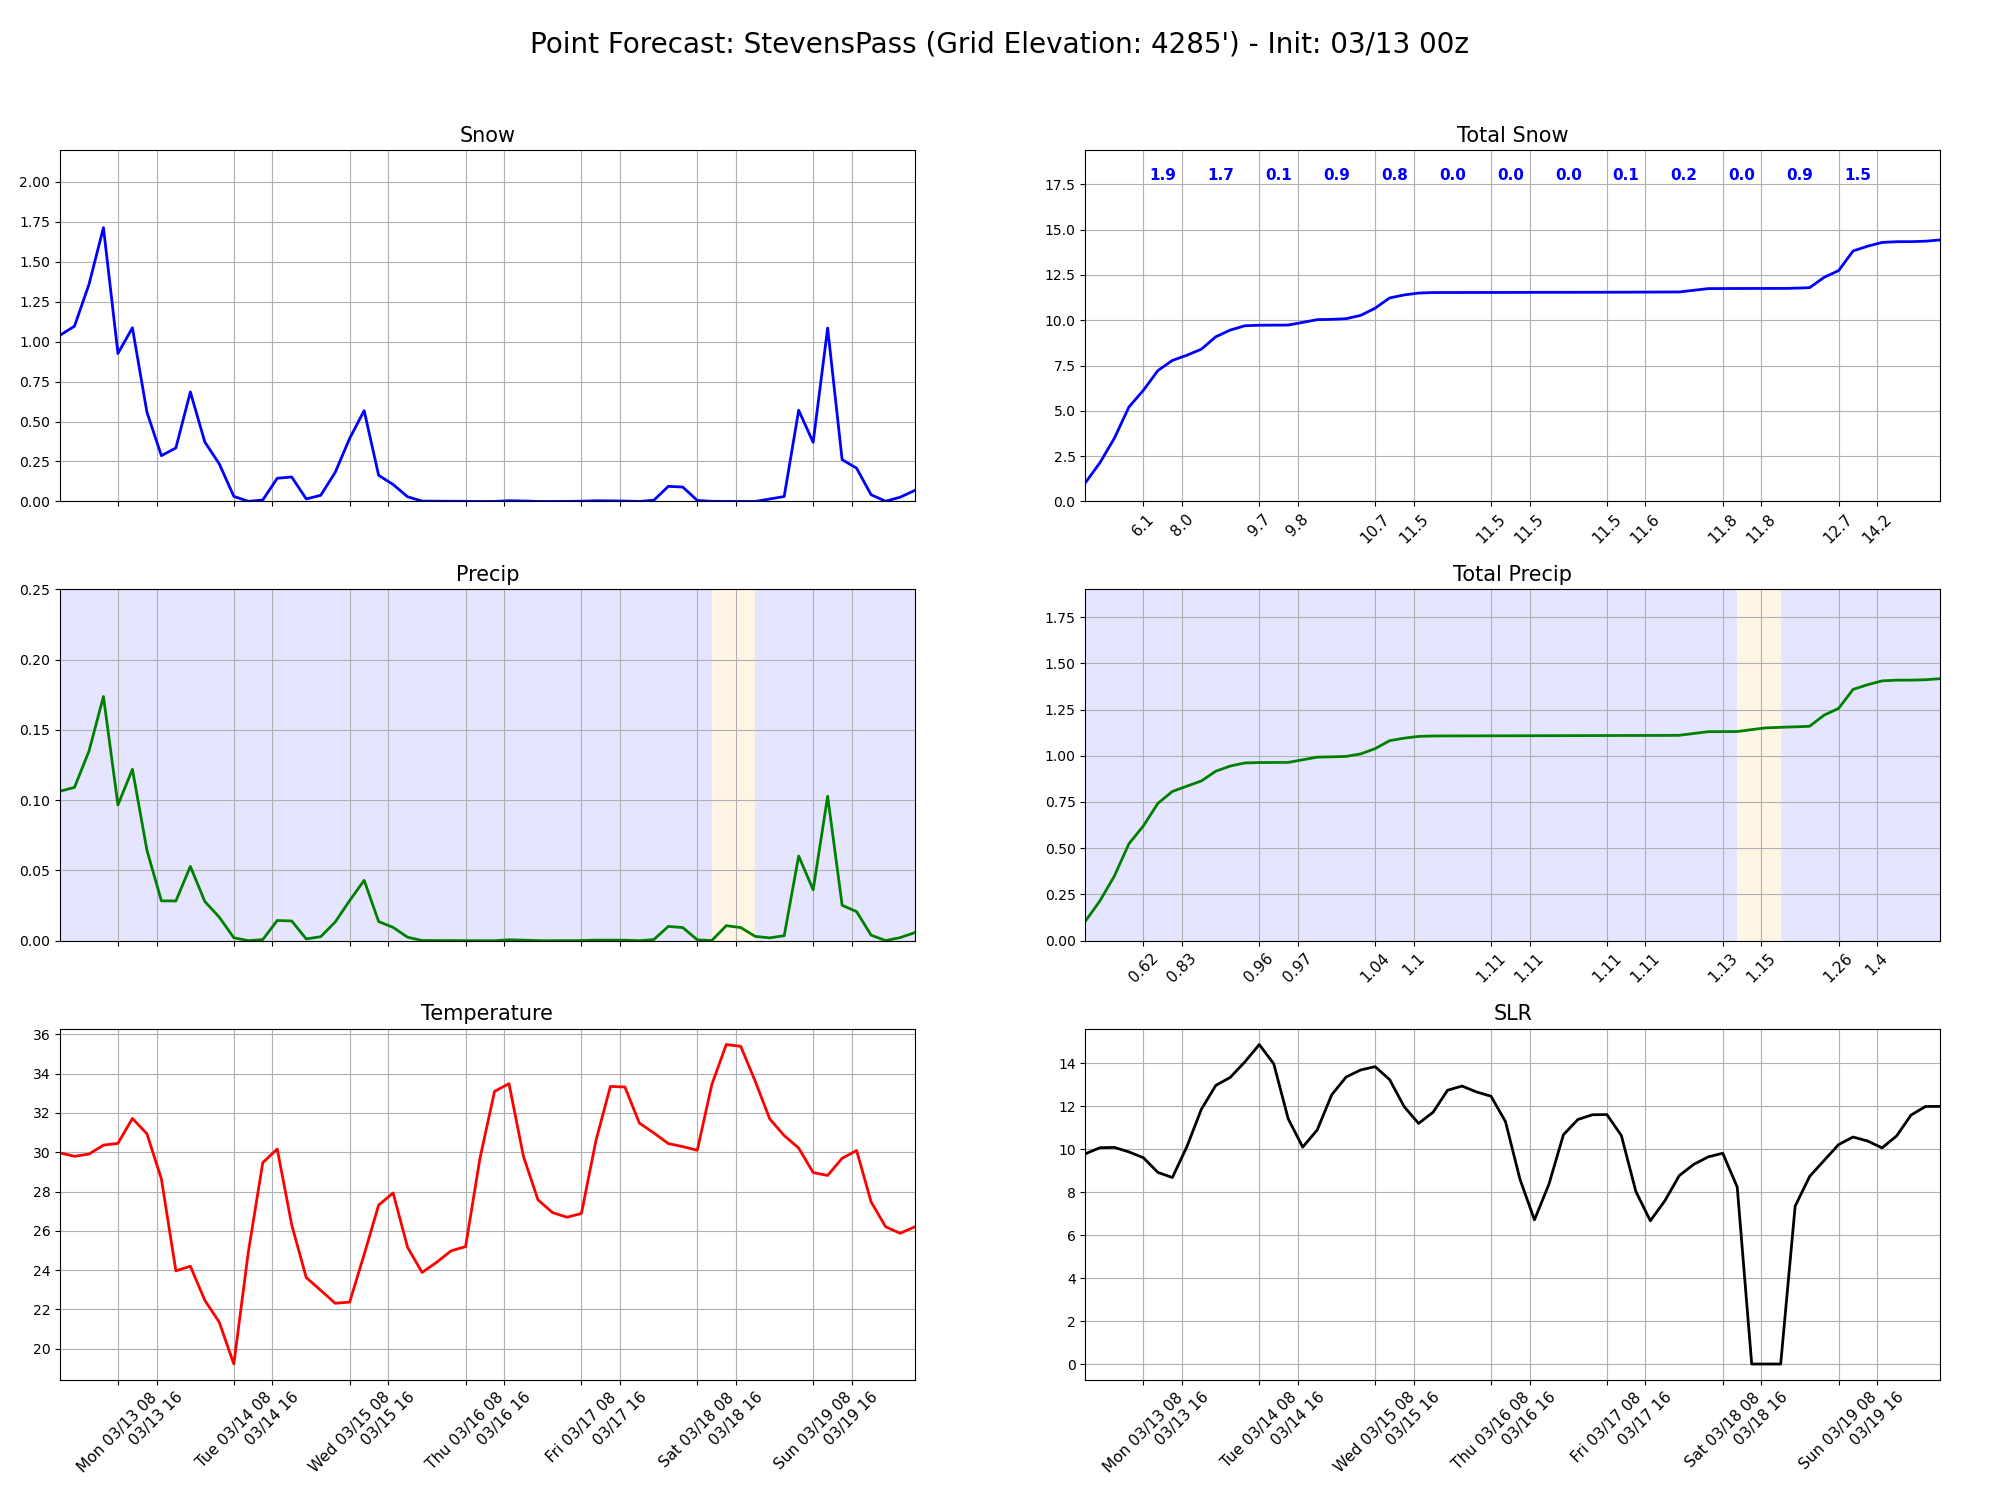 Point Forecast: StevensPass (Grid Elevation: 4285') - Init: 03/13 00z
Snow
2.00
1.75
1.50
1.25
1.00
0.75
0.50
0.25
0.00
Total Snow
1.9 1.7 0.1 0.9 0.8 0.0 0.0 0.0 0.1 0.2 0.0 0.9 1.5
17.5
15.0
12.5
10.0
7.5
5.0
2.5
0.0
6.1 8.0 9.7 9.8 10.7 11.5 11.5 11.5 11.5 11.6 11.8 11.8 12.7 14.2
Precip
0.25
0.20
0.15
0.10
0.05
0.00
Total Precip
1.75
1.50
1.25
1.00
0.75
0.50
0.25
0.00
0.62 0.83 0.96 0.97 1.04 1.1 1.11 1.11 1.11 1.11 1.13 1.15 1.26 1.4
Temperature
36
34
32
30
28
26
24
22
20
Mon 03/13 08
03/13 16
Tue 03/14 08
03/14 16
Wed 03/15 08
03/15 16
Thu 03/16 08
03/16 16
Fri 03/17 08
03/17 16
Sat 03/18 08
03/18 16
Sun 03/19 08
03/19 16
SLR
14
12
10
8
6
4
2
0
Mon 03/13 08
03/13 16
Tue 03/14 08
03/14 16
Wed 03/15 08
03/15 16
Thu 03/16 08
03/16 16
Fri 03/17 08
03/17 16
Sat 03/18 08
03/18 16
Sun 03/19 08
03/19 16